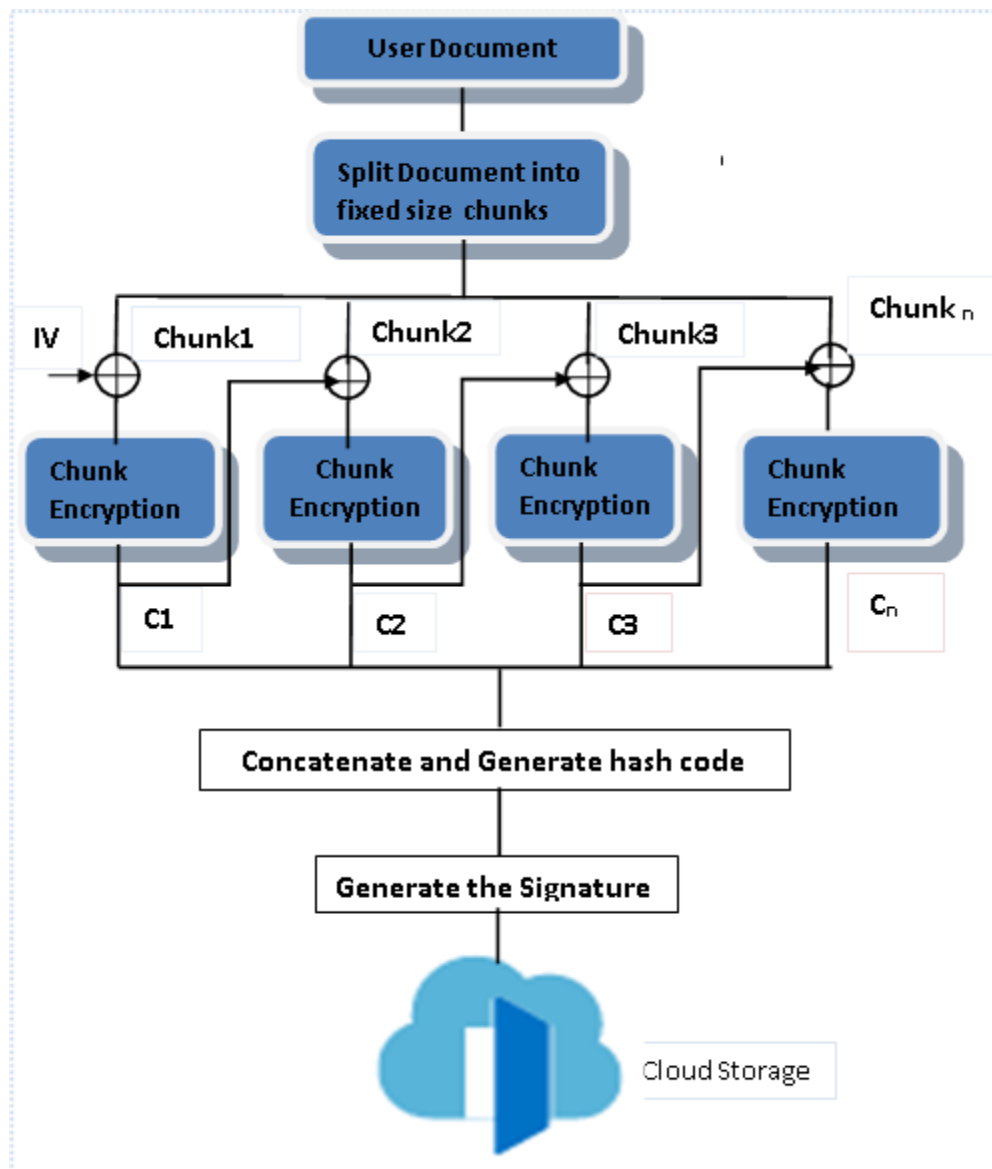 User Document
Split Document into
fixed size chunks
IV
Chunk1
Chunk2
Chunk3
Chunk n
Chunk
Encryption
Chunk
Encryption
Chunk
Encryption
Chunk
Encryption
C1
C2
C3
Cn
Concatenate and Generate hash code
Generate the Signature
Cloud Storage